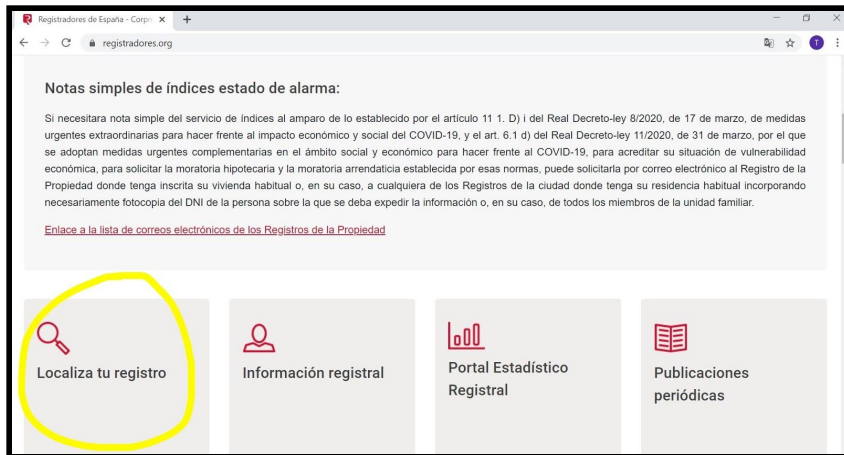 Registradores de España - Corpo
registradores.org
T
Notas simples de índices estado de alarma:
Si necesitara nota simple del servicio de índices al amparo de lo establecido por el artículo 11 1. D) i del Real Decreto-ley 8/2020, de 17 de marzo, de medidas
urgentes extraordinarias para hacer frente al impacto económico y social del COVID-19, y el art. 6.1 d) del Real Decreto-ley 11/2020, de 31 de marzo, por el que
se adoptan medidas urgentes complementarias en el ámbito social y económico para hacer frente al COVID-19, para acreditar su situación de vulnerabilidad
económica, para solicitar la moratoria hipotecaria y la moratoria arrendaticia establecida por esas normas, puede solicitarla por correo electrónico al Registro de la
Propiedad donde tenga inscrita su vivienda habitual o, en su caso, a cualquiera de los Registros de la ciudad donde tenga su residencia habitual incorporando
necesariamente fotocopia del DNI de la persona sobre la que se deba expedir la información o, en su caso, de todos los miembros de la unidad familiar.
Enlace a la lista de correos electrónicos de los Registros de la Propiedad
Localiza tu registro
Información registral
Portal Estadístico
Registral
Publicaciones
periódicas